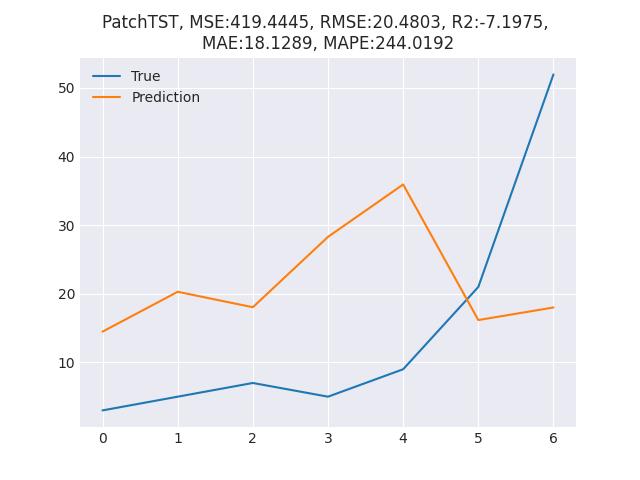 PatchTST, MSE:419.4445, RMSE:20.4803, R2:-7.1975,
MAE:18.1289, MAPE:244.0192
True
Prediction
50
40
30
20
10
0 1 2 3 4 5 6